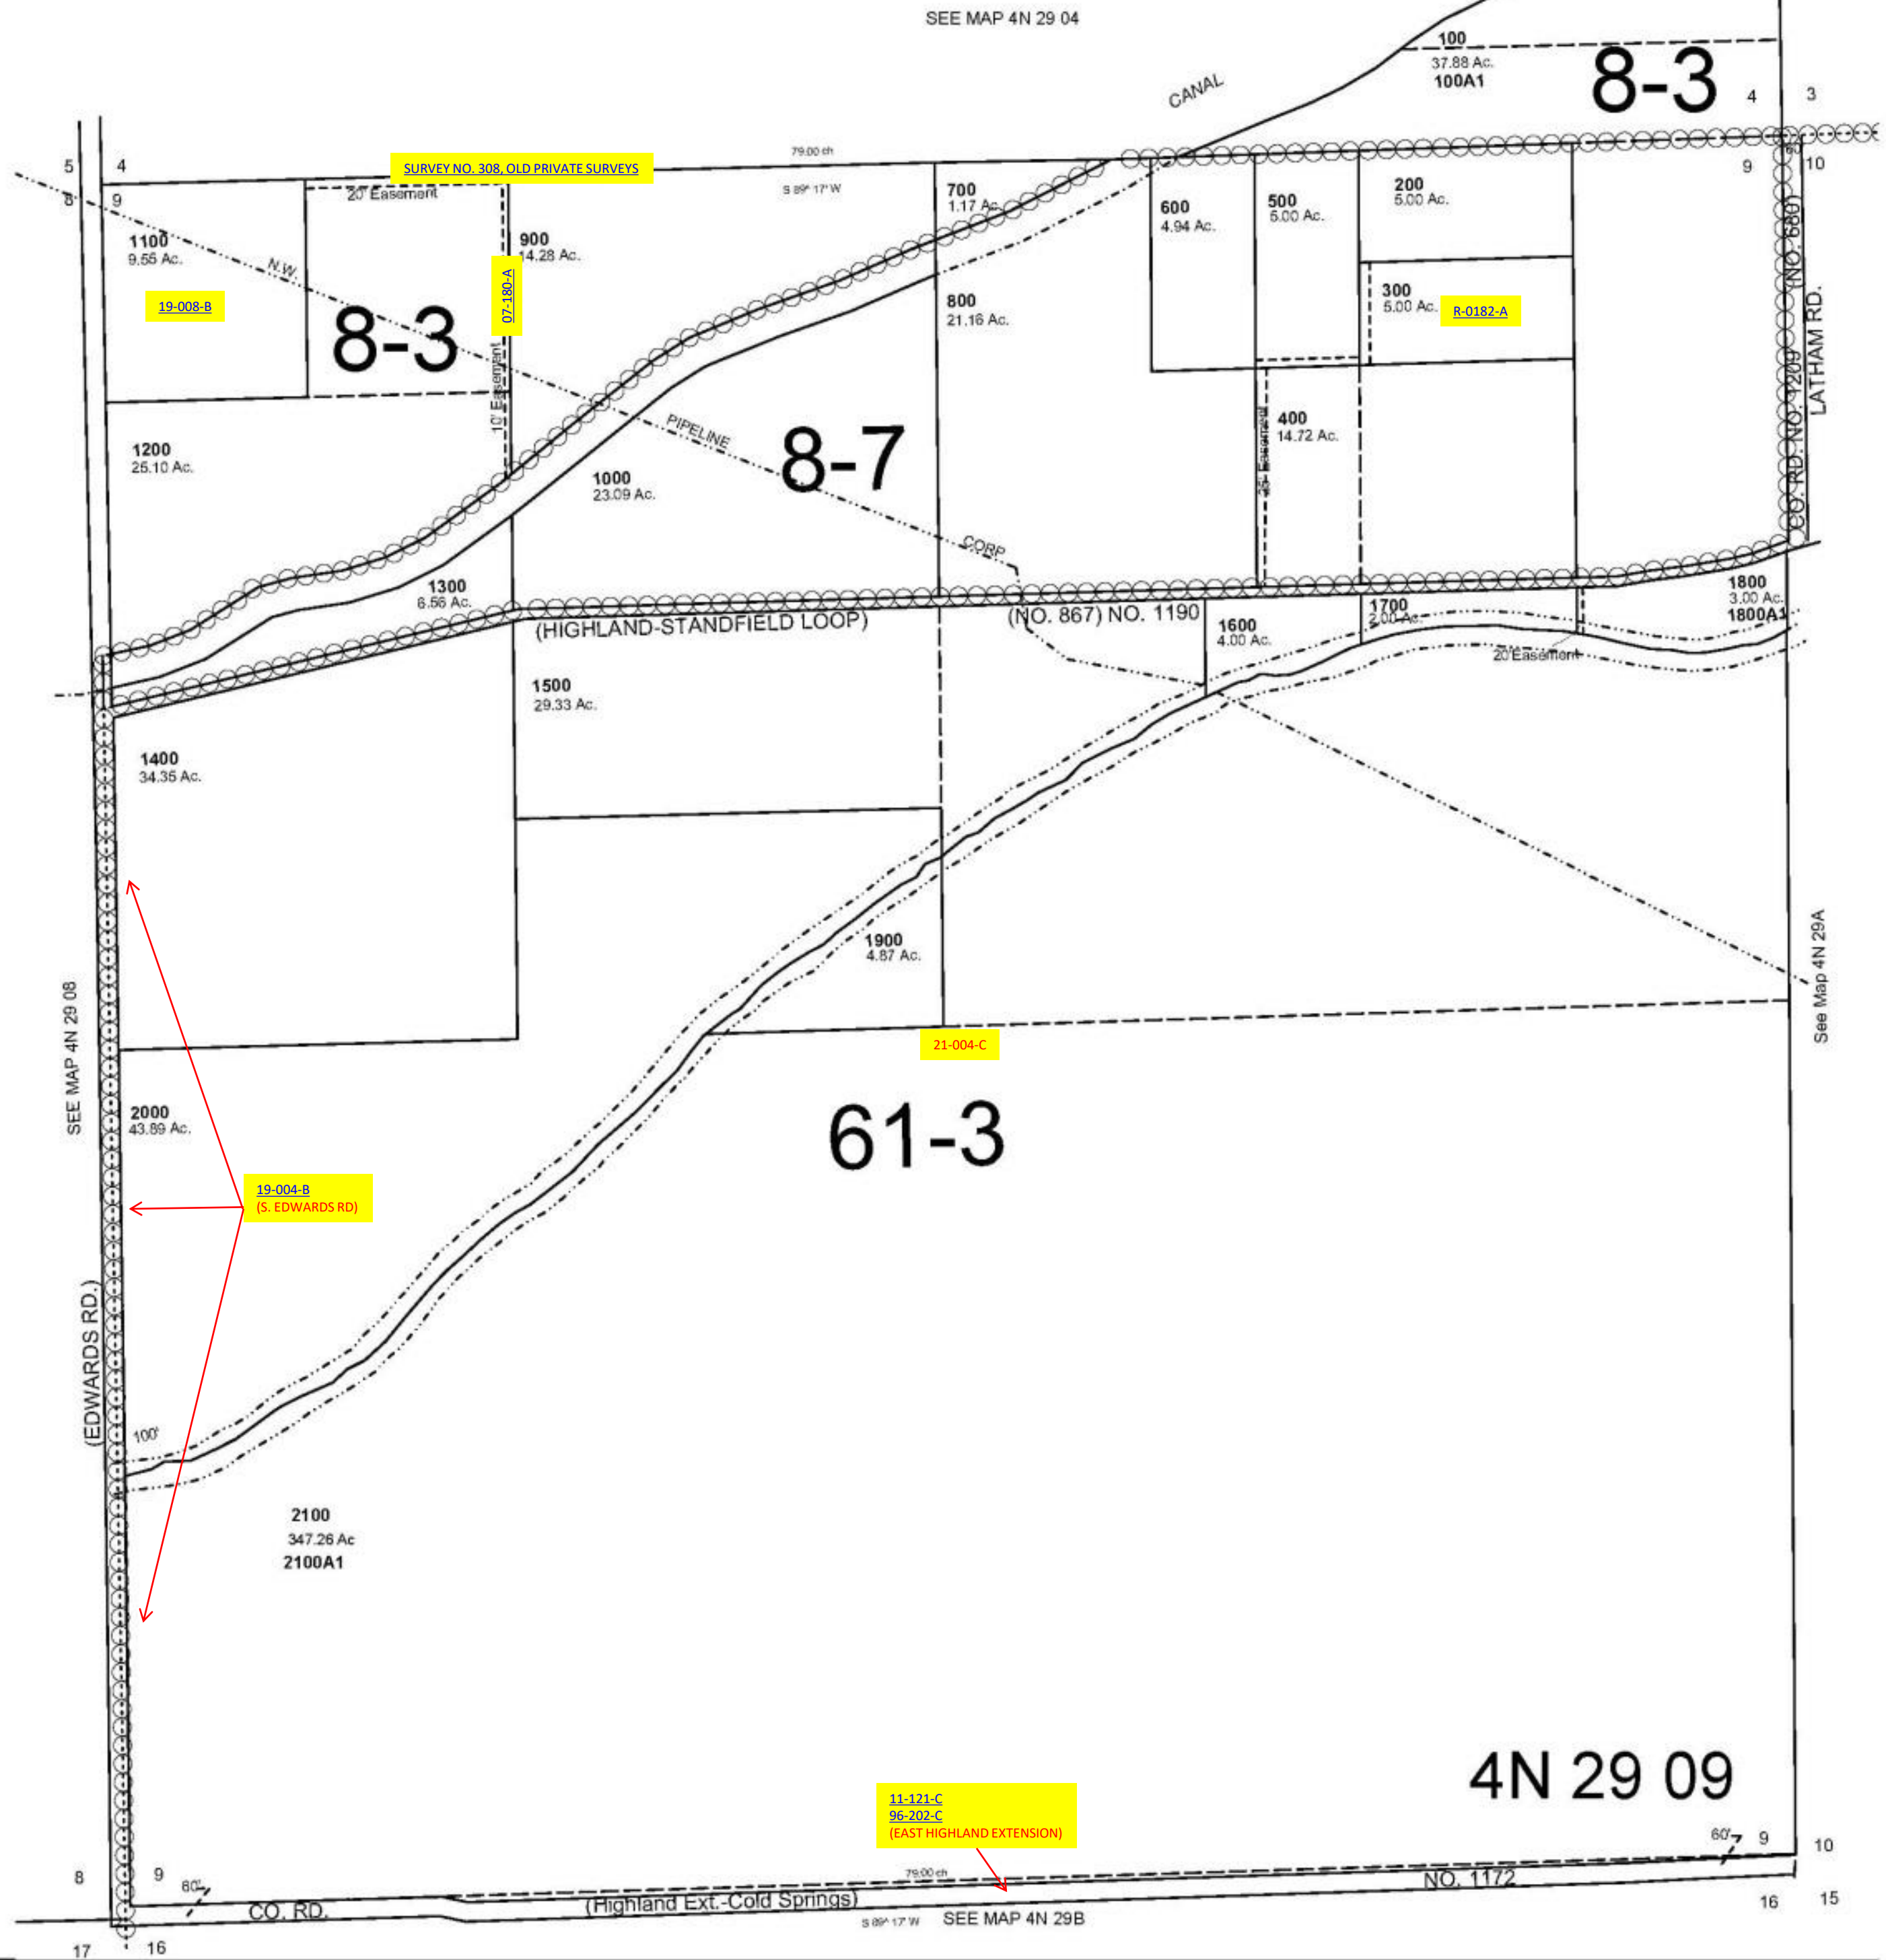 SEE MAP 4N 29 04
100
37.88 Ac.
100A1
8-3
4
3
CANAL
79.00 ch
5
4
SURVEY NO. 308, OLD PRIVATE SURVEYS
9
10
8
9
20' Easement
S 89° 17' W
700
1.17 Ac.
600
4.94 Ac.
500
5.00 Ac.
200
5.00 Ac.
1100
9.55 Ac.
N.W.
900
14.28 Ac.
19-008-B
07-180-A
8-3
800
21.16 Ac.
300
5.00 Ac.
R-0182-A
CO. RD. NO. 1209 (NO. 680)
LATHAM RD.
10' Easement
PIPELINE
8-7
400
14.72 Ac.
Easement
1200
25.10 Ac.
1000
23.09 Ac.
CORP
1300
6.56 Ac.
(HIGHLAND-STANDFIELD LOOP)
(NO. 867) NO. 1190
1600
4.00 Ac.
1700
2.00 Ac.
1800
3.00 Ac.
1800A1
20' Easement
1500
29.33 Ac.
1400
34.35 Ac.
1900
4.87 Ac.
See Map 4N 29A
SEE MAP 4N 29 08
21-004-C
2000
43.89 Ac.
61-3
19-004-B
(S. EDWARDS RD)
(EDWARDS RD.)
100'
2100
347.26 Ac
2100A1
4N 29 09
11-121-C
96-202-C
(EAST HIGHLAND EXTENSION)
60'
9
10
8
9
60'
79.00 ch
CO. RD.
(Highland Ext.-Cold Springs)
NO. 1172
S 89° 17' W
SEE MAP 4N 29B
16
15
17
16